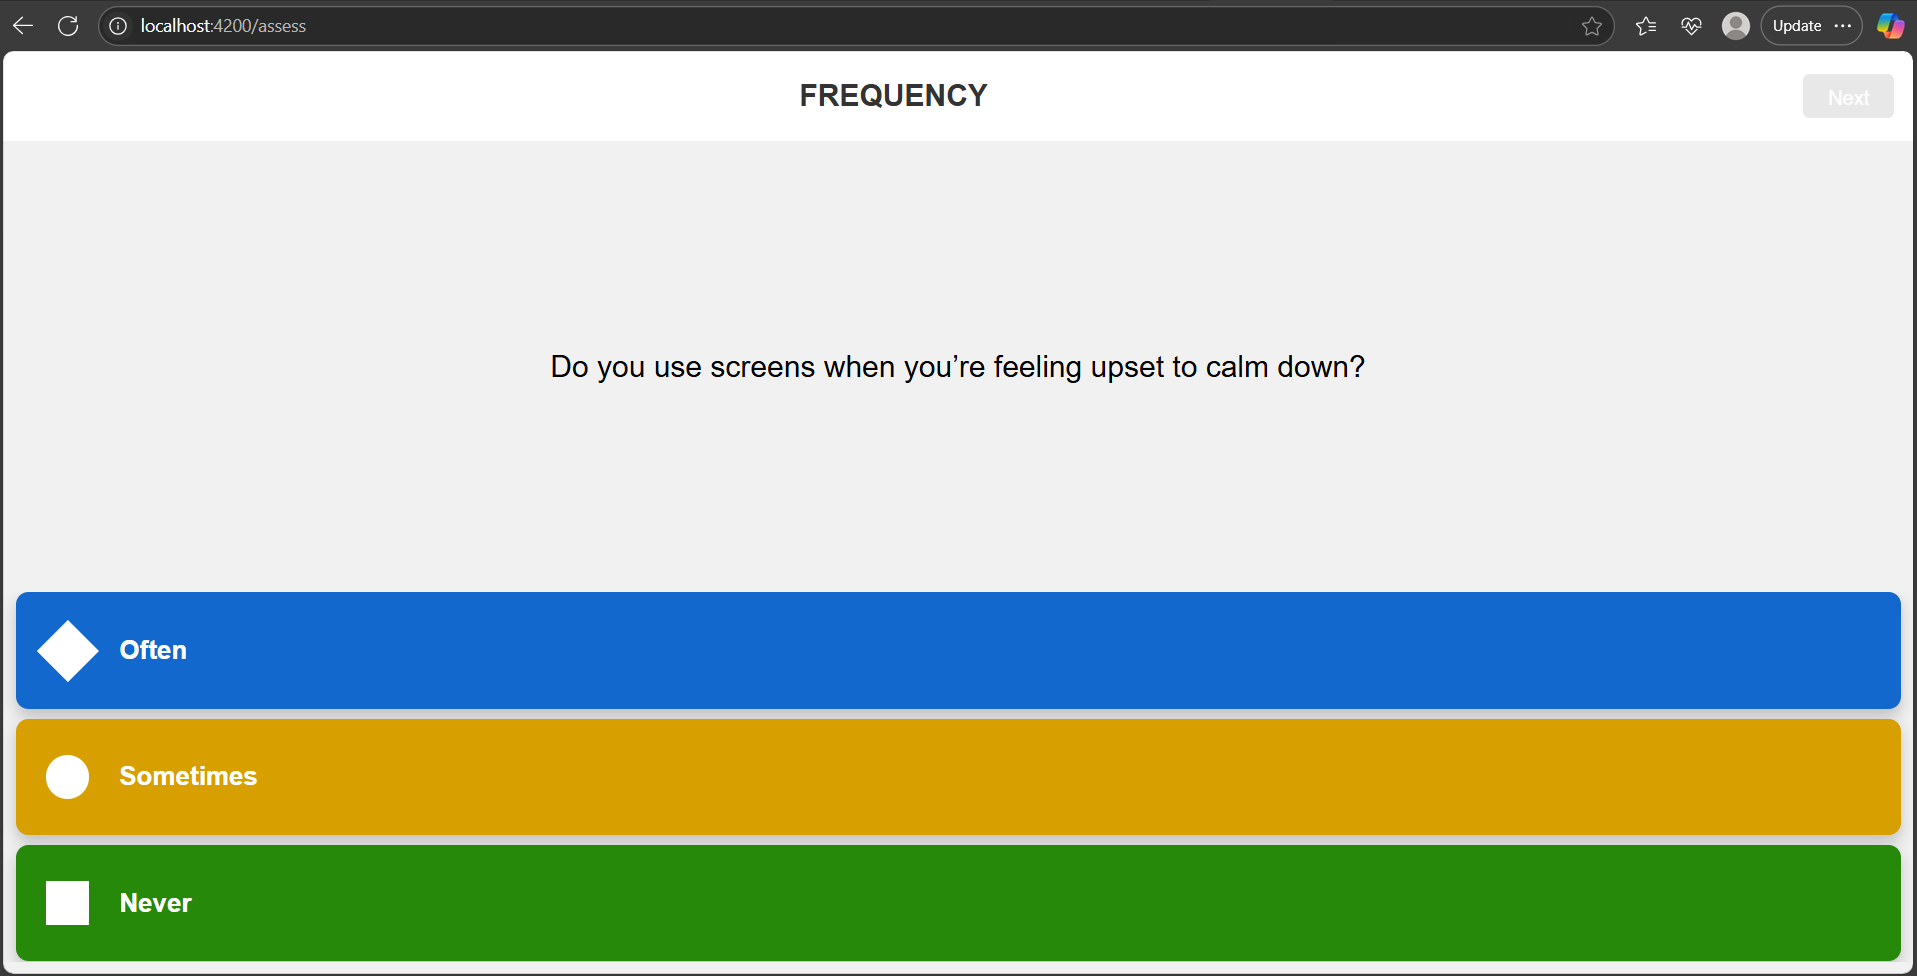 localhost:4200/assess
Update
FREQUENCY
Next
Do you use screens when you’re feeling upset to calm down?
Often
Sometimes
Never